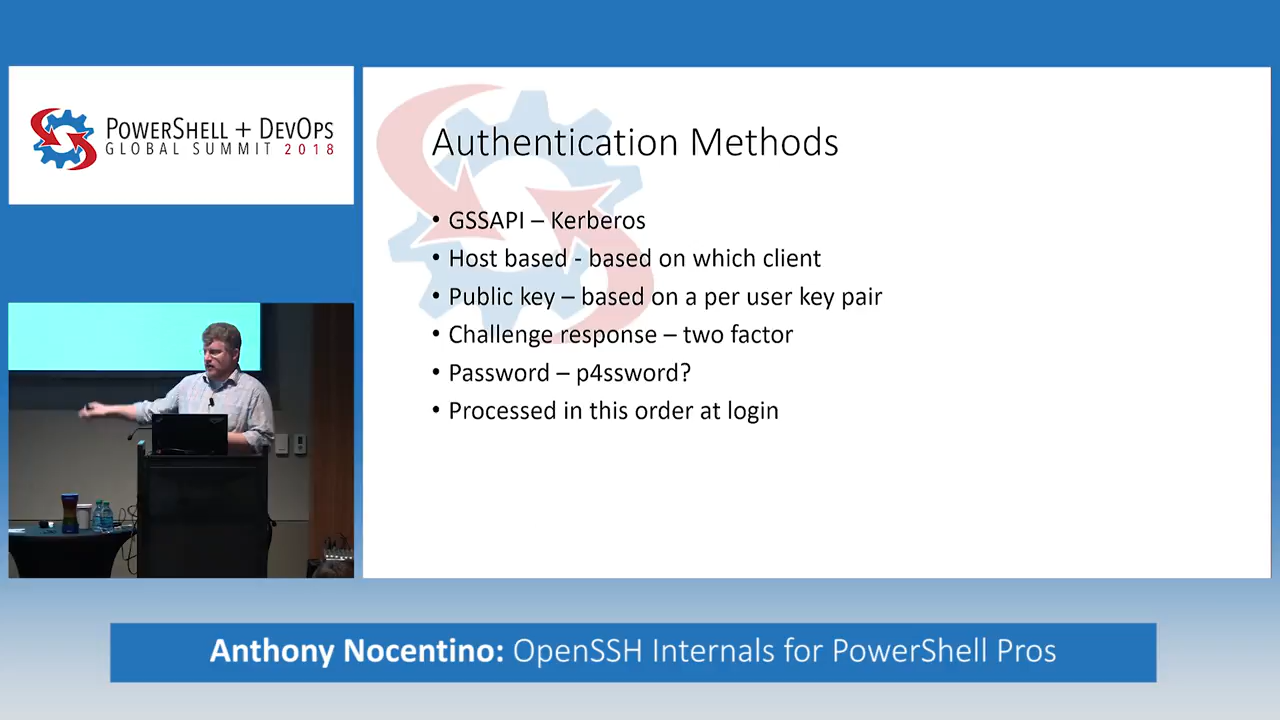 POWERSHELL + DEVOPS
GLOBAL SUMMIT 2018
Authentication Methods
• GSSAPI – Kerberos
• Host based - based on which client
• Public key – based on a per user key pair
• Challenge response – two factor
• Password – p4ssword?
• Processed in this order at login
Anthony Nocentino: OpenSSH Internals for PowerShell Pros